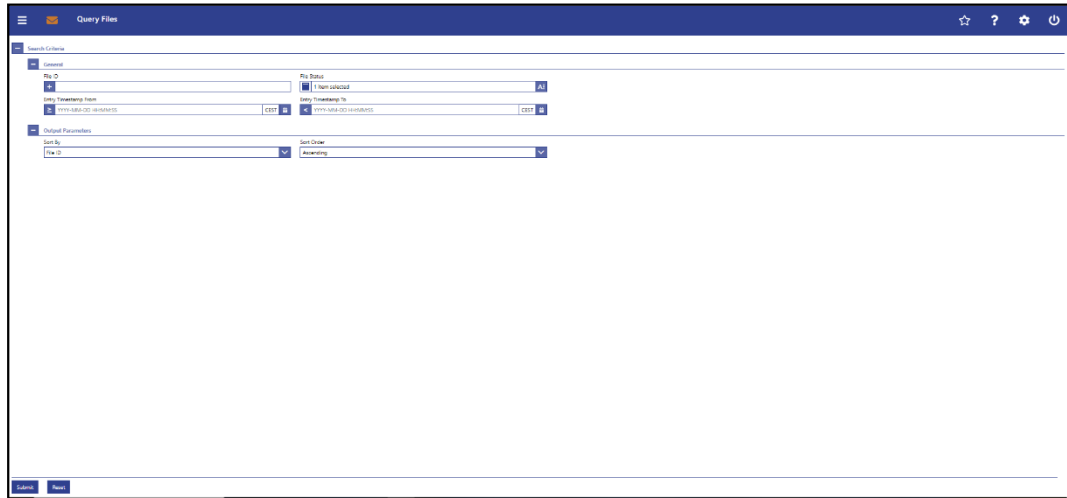 Query Files
?
Search Criteria
General
File ID
File Status
+
1 Item selected
Entry Timestamp From
Entry Timestamp To
≥ YYYY-MM-DD HH:MM:SS CEST
< YYYY-MM-DD HH:MM:SS CEST
Output Parameters
Sort By
Sort Order
File ID
Ascending
Submit Reset